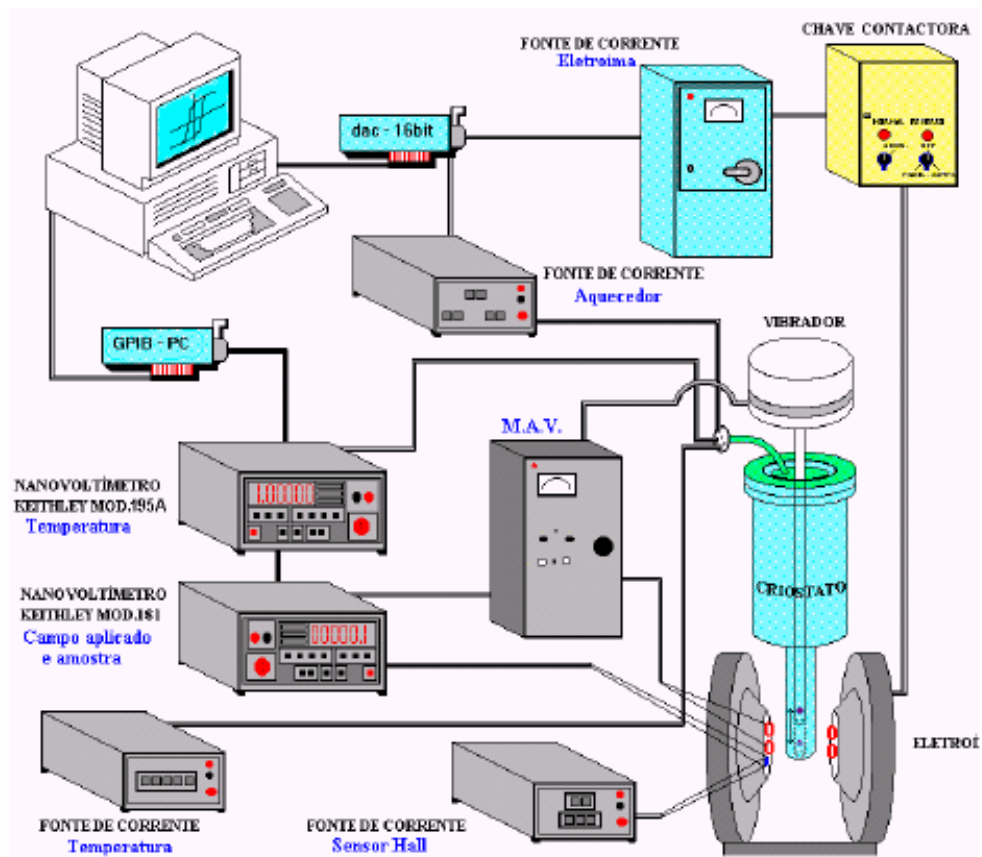 CHAVE CONTACTORA
FONTE DE CORRENTE
Eletroima
dac - 16bit
FONTE DE CORRENTE
Aquecedor
VIBRADOR
GPIB - PC
M.A.V.
NANOVOLTÍMETRO
KEITHLEY MOD.195A
Temperatura
1.00000
CRIOSTATO
NANOVOLTÍMETRO
KEITHLEY MOD.181
Campo aplicado
e amostra
00000.1
ELETROÍ
FONTE DE CORRENTE
Temperatura
FONTE DE CORRENTE
Sensor Hall